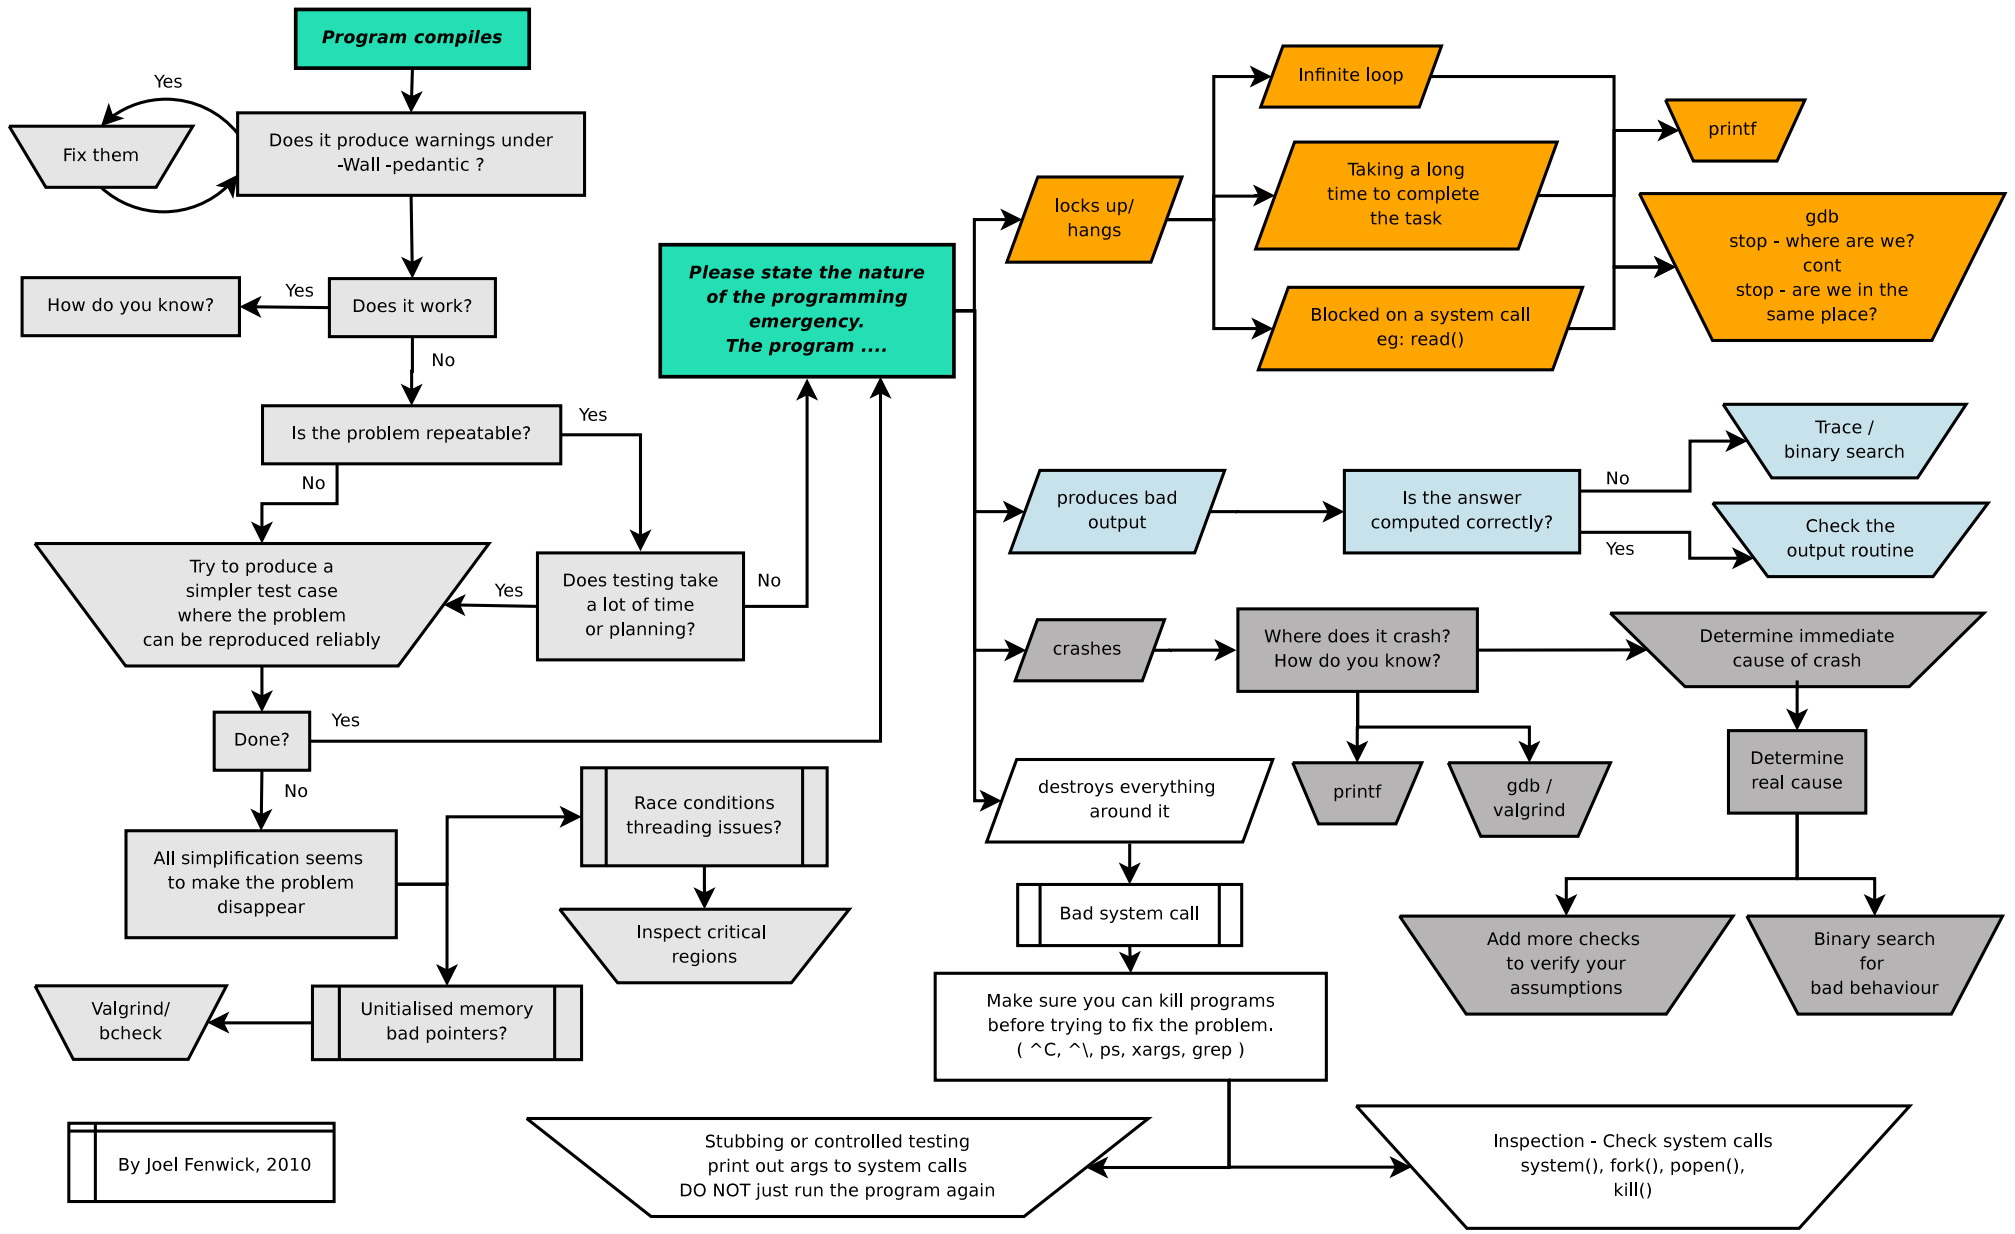 Program compiles
Yes
Fix them
Does it produce warnings under
-Wall -pedantic ?
How do you know?
Yes
Does it work?
No
Is the problem repeatable?
Yes
No
Try to produce a
simpler test case
where the problem
can be reproduced reliably
Yes
Does testing take
a lot of time
or planning?
No
Done?
Yes
No
All simplification seems
to make the problem
disappear
Race conditions
threading issues?
Inspect critical
regions
Valgrind/
bcheck
Unitialised memory
bad pointers?
By Joel Fenwick, 2010
Please state the nature
of the programming
emergency.
The program ....
locks up/
hangs
Infinite loop
Taking a long
time to complete
the task
Blocked on a system call
eg: read()
printf
gdb
stop - where are we?
cont
stop - are we in the
same place?
produces bad
output
Is the answer
computed correctly?
No
Trace /
binary search
Yes
Check the
output routine
crashes
Where does it crash?
How do you know?
printf
gdb /
valgrind
Determine immediate
cause of crash
Determine
real cause
Add more checks
to verify your
assumptions
Binary search
for
bad behaviour
destroys everything
around it
Bad system call
Make sure you can kill programs
before trying to fix the problem.
( ^C, ^\, ps, xargs, grep )
Stubbing or controlled testing
print out args to system calls
DO NOT just run the program again
Inspection - Check system calls
system(), fork(), popen(),
kill()